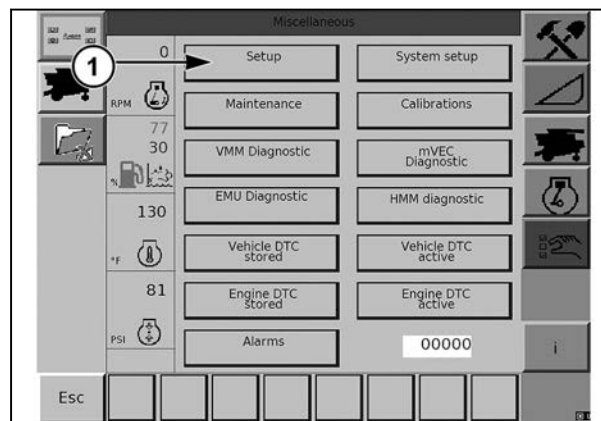 Miscellaneous
1
0
RPM
77
30
%
130
°F
81
PSI
Setup
System setup
Maintenance
Calibrations
VMM Diagnostic
mVEC
Diagnostic
EMU Diagnostic
HMM diagnostic
Vehicle DTC
stored
Vehicle DTC
active
Engine DTC
stored
Engine DTC
active
Alarms
00000
i
Esc